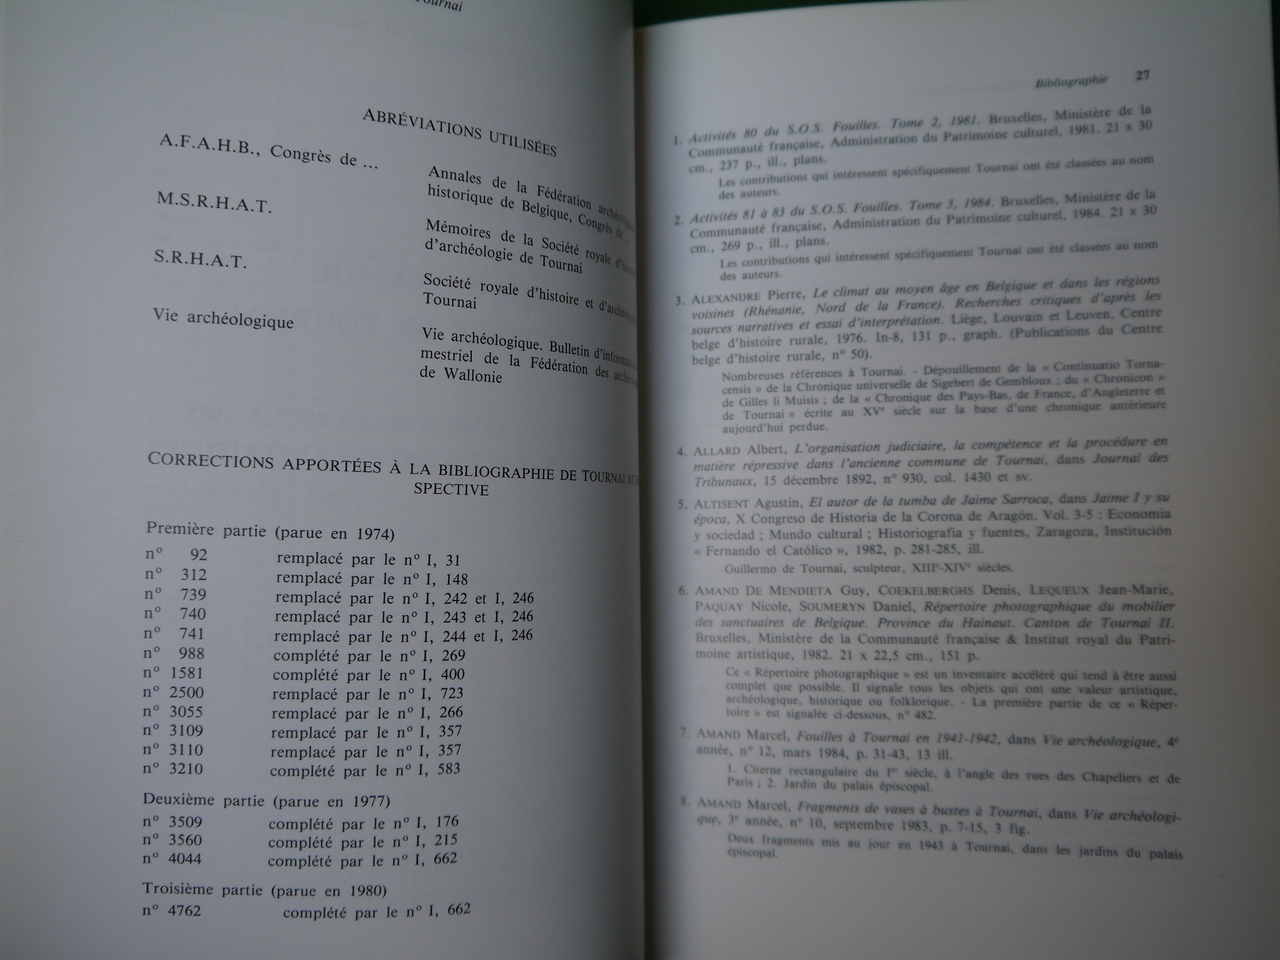 Tournai
ABRÉVIATIONS UTILISÉES
A.F.A.H.B., Congrès de ...
Annales de la Fédération
historique de Belgique, Congrès de
M.S.R.H.A.T.
Mémoires de la Société royale
d'archéologie de Tournai
S.R.H.A.T.
Société royale d'histoire et
Tournai
Vie archéologique
Vie archéologique. Bulletin
mestriel de la Fédération des
de Wallonie
CORRECTIONS APPORTÉES À LA BIBLIOGRAPHIE DE TOURNAI
SPECTIVE
Première partie (parue en 1974)
n° 92 remplacé par le n° I, 31
n° 312 remplacé par le n° I, 148
n° 739 remplacé par le n° I, 242 et I, 246
n° 740 remplacé par le n° I, 243 et I, 246
n° 741 remplacé par le n° I, 244 et I, 246
n° 988 complété par le n° I, 269
n° 1581 complété par le n° I, 400
n° 2500 remplacé par le n° I, 723
n° 3055 remplacé par le n° I, 266
n° 3109 remplacé par le n° I, 357
n° 3110 remplacé par le n° I, 357
n° 3210 complété par le n° I, 583
Deuxième partie (parue en 1977)
n° 3509 complété par le n° I, 176
n° 3560 complété par le n° I, 215
n° 4044 complété par le n° I, 662
Troisième partie (parue en 1980)
n° 4762 complété par le n° I, 662
Bibliographie 27
1. Activités 80 du S.O.S. Fouilles. Tome 2, 1981. Bruxelles, Ministère de la
Communauté française, Administration du Patrimoine culturel, 1981. 21 x 30
cm., 237 p., ill., plans.
Les contributions qui intéressent spécifiquement Tournai ont été classées au nom
des auteurs.
2. Activités 81 à 83 du S.O.S. Fouilles. Tome 3, 1984. Bruxelles, Ministère de la
Communauté française, Administration du Patrimoine culturel, 1984. 21 x 30
cm., 269 p., ill., plans.
Les contributions qui intéressent spécifiquement Tournai ont été classées au nom
des auteurs.
3. ALEXANDRE Pierre, Le climat au moyen âge en Belgique et dans les régions
voisines (Rhénanie, Nord de la France). Recherches critiques d'après les
sources narratives et essai d'interprétation. Liège, Louvain et Leuven, Centre
belge d'histoire rurale, 1976. In-8, 131 p., graph. (Publications du Centre
belge d'histoire rurale, n° 50).
Nombreuses références à Tournai. - Dépouillement de la « Continuatio Torna-
censis » de la Chronique universelle de Sigebert de Gembloux ; du « Chronicon »
de Gilles li Muisis ; de la « Chronique des Pays-Bas, de France, d'Angleterre et
de Tournai » écrite au XVe siècle sur la base d'une chronique antérieure
aujourd'hui perdue.
4. ALLARD Albert, L'organisation judiciaire, la compétence et la procédure en
matière répressive dans l'ancienne commune de Tournai, dans Journal des
Tribunaux, 15 décembre 1892, n° 930, col. 1430 et sv.
5. ALTISENT Agustin, El autor de la tumba de Jaime Sarroca, dans Jaime I y su
época, X Congreso de Historia de la Corona de Aragón. Vol. 3-5 : Economia
y sociedad ; Mundo cultural ; Historiografia y fuentes, Zaragoza, Institución
« Fernando el Católico », 1982, p. 281-285, ill.
Guillermo de Tournai, sculpteur, XIIIe-XIVe siècles.
6. AMAND DE MENDIETA Guy, COEKELBERGHS Denis, LEQUEUX Jean-Marie,
PAQUAY Nicole, SOUMERYN Daniel, Répertoire photographique du mobilier
des sanctuaires de Belgique. Province du Hainaut. Canton de Tournai II.
Bruxelles, Ministère de la Communauté française & Institut royal du Patri-
moine artistique, 1982. 21 x 22,5 cm., 151 p.
Ce « Répertoire photographique » est un inventaire accéléré qui tend à être aussi
complet que possible. Il signale tous les objets qui ont une valeur artistique,
archéologique, historique ou folklorique. - La première partie de ce « Réper-
toire » est signalée ci-dessous, n° 482.
7. AMAND Marcel, Fouilles à Tournai en 1941-1942, dans Vie archéologique, 4e
année, n° 12, mars 1984, p. 31-43, 13 ill.
1. Citerne rectangulaire du Ier siècle, à l'angle des rues des Chapeliers et de
Paris ; 2. Jardin du palais épiscopal.
8. AMAND Marcel, Fragments de vases à bustes à Tournai, dans Vie archéologi-
que, 3e année, n° 10, septembre 1983, p. 7-15, 3 fig.
Deux fragments mis au jour en 1943 à Tournai, dans les jardins du palais
épiscopal.